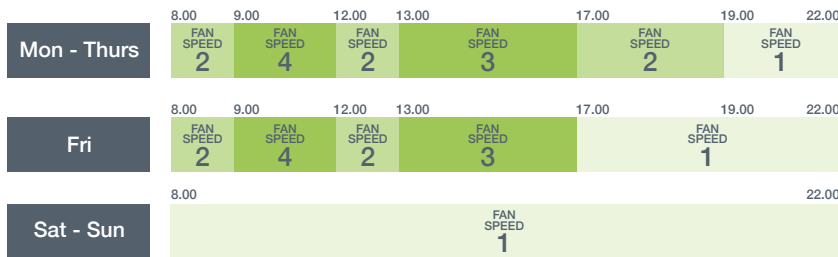 8.00 9.00 12.00 13.00 17.00 19.00 22.00
Mon - Thurs
FAN SPEED 2
FAN SPEED 4
FAN SPEED 2
FAN SPEED 3
FAN SPEED 2
FAN SPEED 1
8.00 9.00 12.00 13.00 17.00 19.00 22.00
Fri
FAN SPEED 2
FAN SPEED 4
FAN SPEED 2
FAN SPEED 3
FAN SPEED 1
8.00 22.00
Sat - Sun
FAN SPEED 1